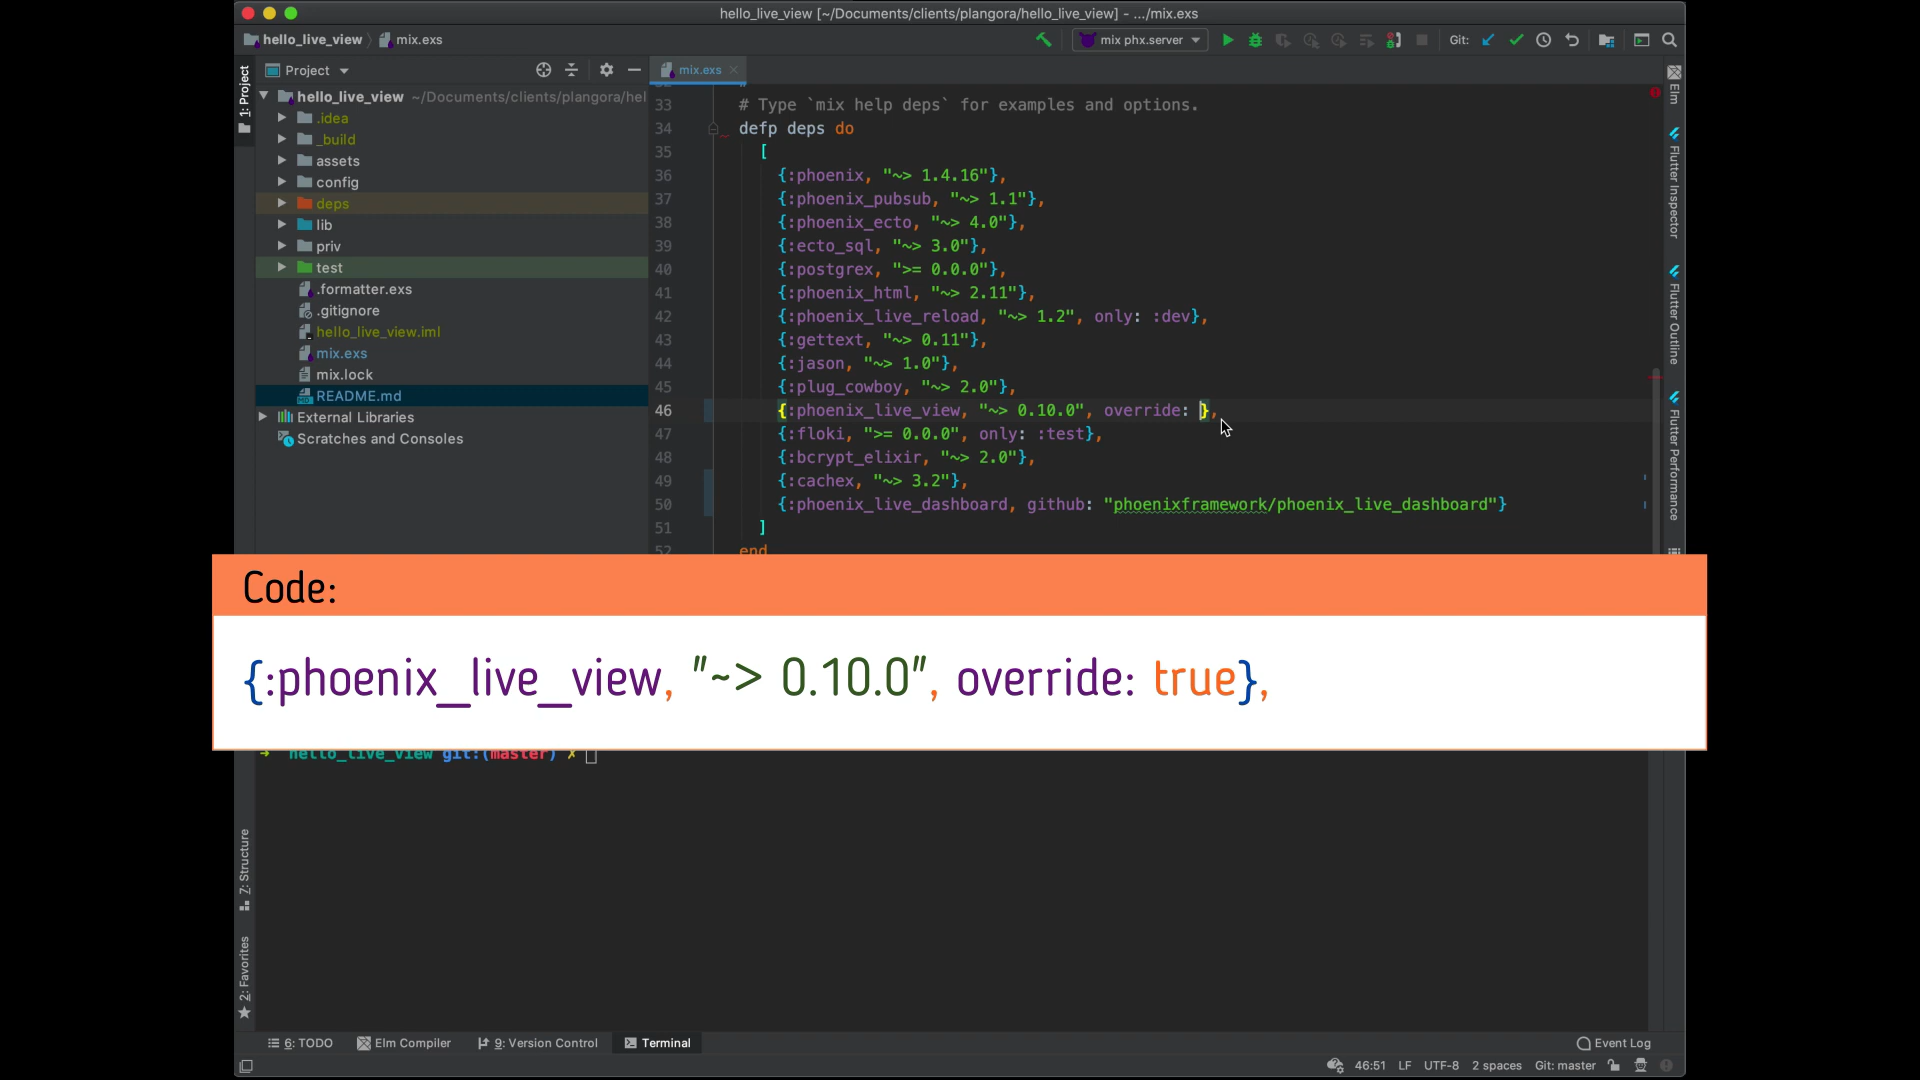 hello_live_view [~/Documents/clients/plangora/hello_live_view] - .../mix.exs
hello_live_view
mix.exs
mix phx.server
Git:
1: Project
Project
mix.exs
hello_live_view ~/Documents/clients/plangora/hel
.idea
_build
assets
config
deps
lib
priv
test
.formatter.exs
.gitignore
hello_live_view.iml
mix.exs
mix.lock
README.md
External Libraries
Scratches and Consoles
33 # Type `mix help deps` for examples and options.
34 defp deps do
35 [
36 {:phoenix, "~> 1.4.16"},
37 {:phoenix_pubsub, "~> 1.1"},
38 {:phoenix_ecto, "~> 4.0"},
39 {:ecto_sql, "~> 3.0"},
40 {:postgrex, ">= 0.0.0"},
41 {:phoenix_html, "~> 2.11"},
42 {:phoenix_live_reload, "~> 1.2", only: :dev},
43 {:gettext, "~> 0.11"},
44 {:jason, "~> 1.0"},
45 {:plug_cowboy, "~> 2.0"},
46 {:phoenix_live_view, "~> 0.10.0", override: },
47 {:floki, ">= 0.0.0", only: :test},
48 {:bcrypt_elixir, "~> 2.0"},
49 {:cachex, "~> 3.2"},
50 {:phoenix_live_dashboard, github: "phoenixframework/phoenix_live_dashboard"}
51 ]
52 end
Elm
Flutter Inspector
Flutter Outline
Flutter Performance
Code:
{:phoenix_live_view, "~> 0.10.0", override: true},
➜ hello_live_view git:(master) ✗
7: Structure
2: Favorites
6: TODO
Elm Compiler
9: Version Control
Terminal
Event Log
46:51 LF UTF-8 2 spaces Git: master